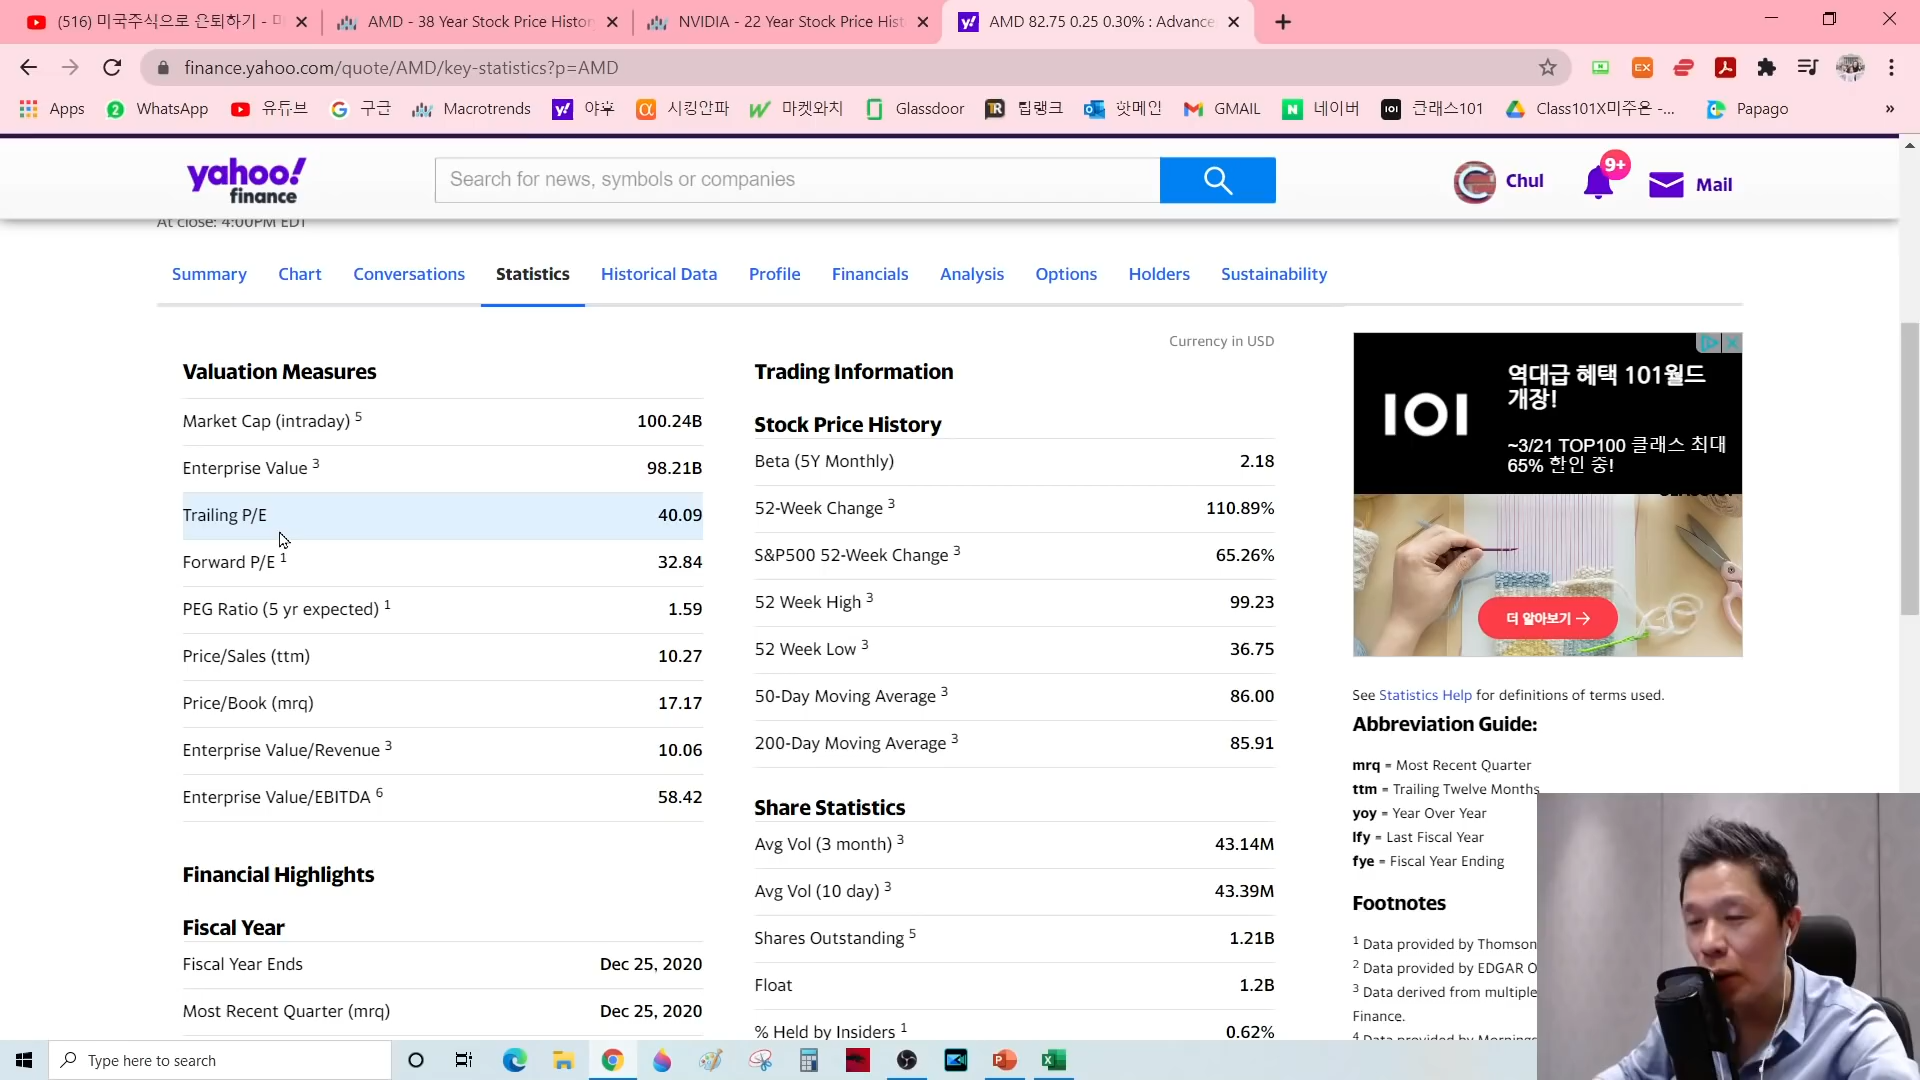 (516) 미국주식으로 은퇴하기 -
AMD - 38 Year Stock Price Histor
NVIDIA - 22 Year Stock Price Hist
AMD 82.75 0.25 0.30% : Advance
finance.yahoo.com/quote/AMD/key-statistics?p=AMD
Apps
WhatsApp
유튜브
구글
Macrotrends
야후
시킹알파
마켓와치
Glassdoor
팁랭크
핫메일
GMAIL
네이버
클래스101
Class101X미주은 -...
Papago
»
yahoo!
finance
Search for news, symbols or companies
Chul
9+
Mail
At close: 4:00PM EDT
Summary
Chart
Conversations
Statistics
Historical Data
Profile
Financials
Analysis
Options
Holders
Sustainability
Currency in USD
Valuation Measures
Market Cap (intraday) 5 100.24B
Enterprise Value 3 98.21B
Trailing P/E 40.09
Forward P/E 1 32.84
PEG Ratio (5 yr expected) 1 1.59
Price/Sales (ttm) 10.27
Price/Book (mrq) 17.17
Enterprise Value/Revenue 3 10.06
Enterprise Value/EBITDA 6 58.42
Financial Highlights
Fiscal Year
Fiscal Year Ends Dec 25, 2020
Most Recent Quarter (mrq) Dec 25, 2020
Trading Information
Stock Price History
Beta (5Y Monthly) 2.18
52-Week Change 3 110.89%
S&P500 52-Week Change 3 65.26%
52 Week High 3 99.23
52 Week Low 3 36.75
50-Day Moving Average 3 86.00
200-Day Moving Average 3 85.91
Share Statistics
Avg Vol (3 month) 3 43.14M
Avg Vol (10 day) 3 43.39M
Shares Outstanding 5 1.21B
Float 1.2B
% Held by Insiders 1 0.62%
101
역대급 혜택 101월드
개장!
~3/21 TOP100 클래스 최대
65% 할인 중!
더 알아보기 →
See Statistics Help for definitions of terms used.
Abbreviation Guide:
mrq = Most Recent Quarter
ttm = Trailing Twelve Months
yoy = Year Over Year
lfy = Last Fiscal Year
fye = Fiscal Year Ending
Footnotes
1 Data provided by Thomson
2 Data provided by EDGAR O
3 Data derived from multiple
Finance.
4 Data provided by Morning
Type here to search